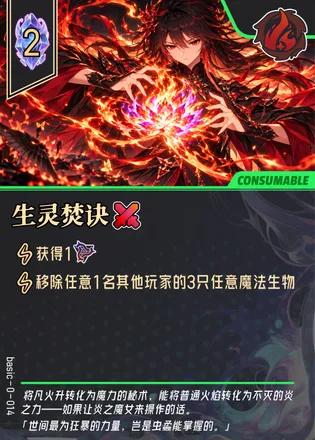 2
CONSUMABLE
生灵焚诀
获得1
移除任意1名其他玩家的3只任意魔法生物
basic-0-014
将凡火升转化为魔力的秘术，能将普通火焰转化为不灭的炎
之力——如果让炎之魔女来操作的话。
「世间最为狂暴的力量，岂是虫孟能掌握的。」